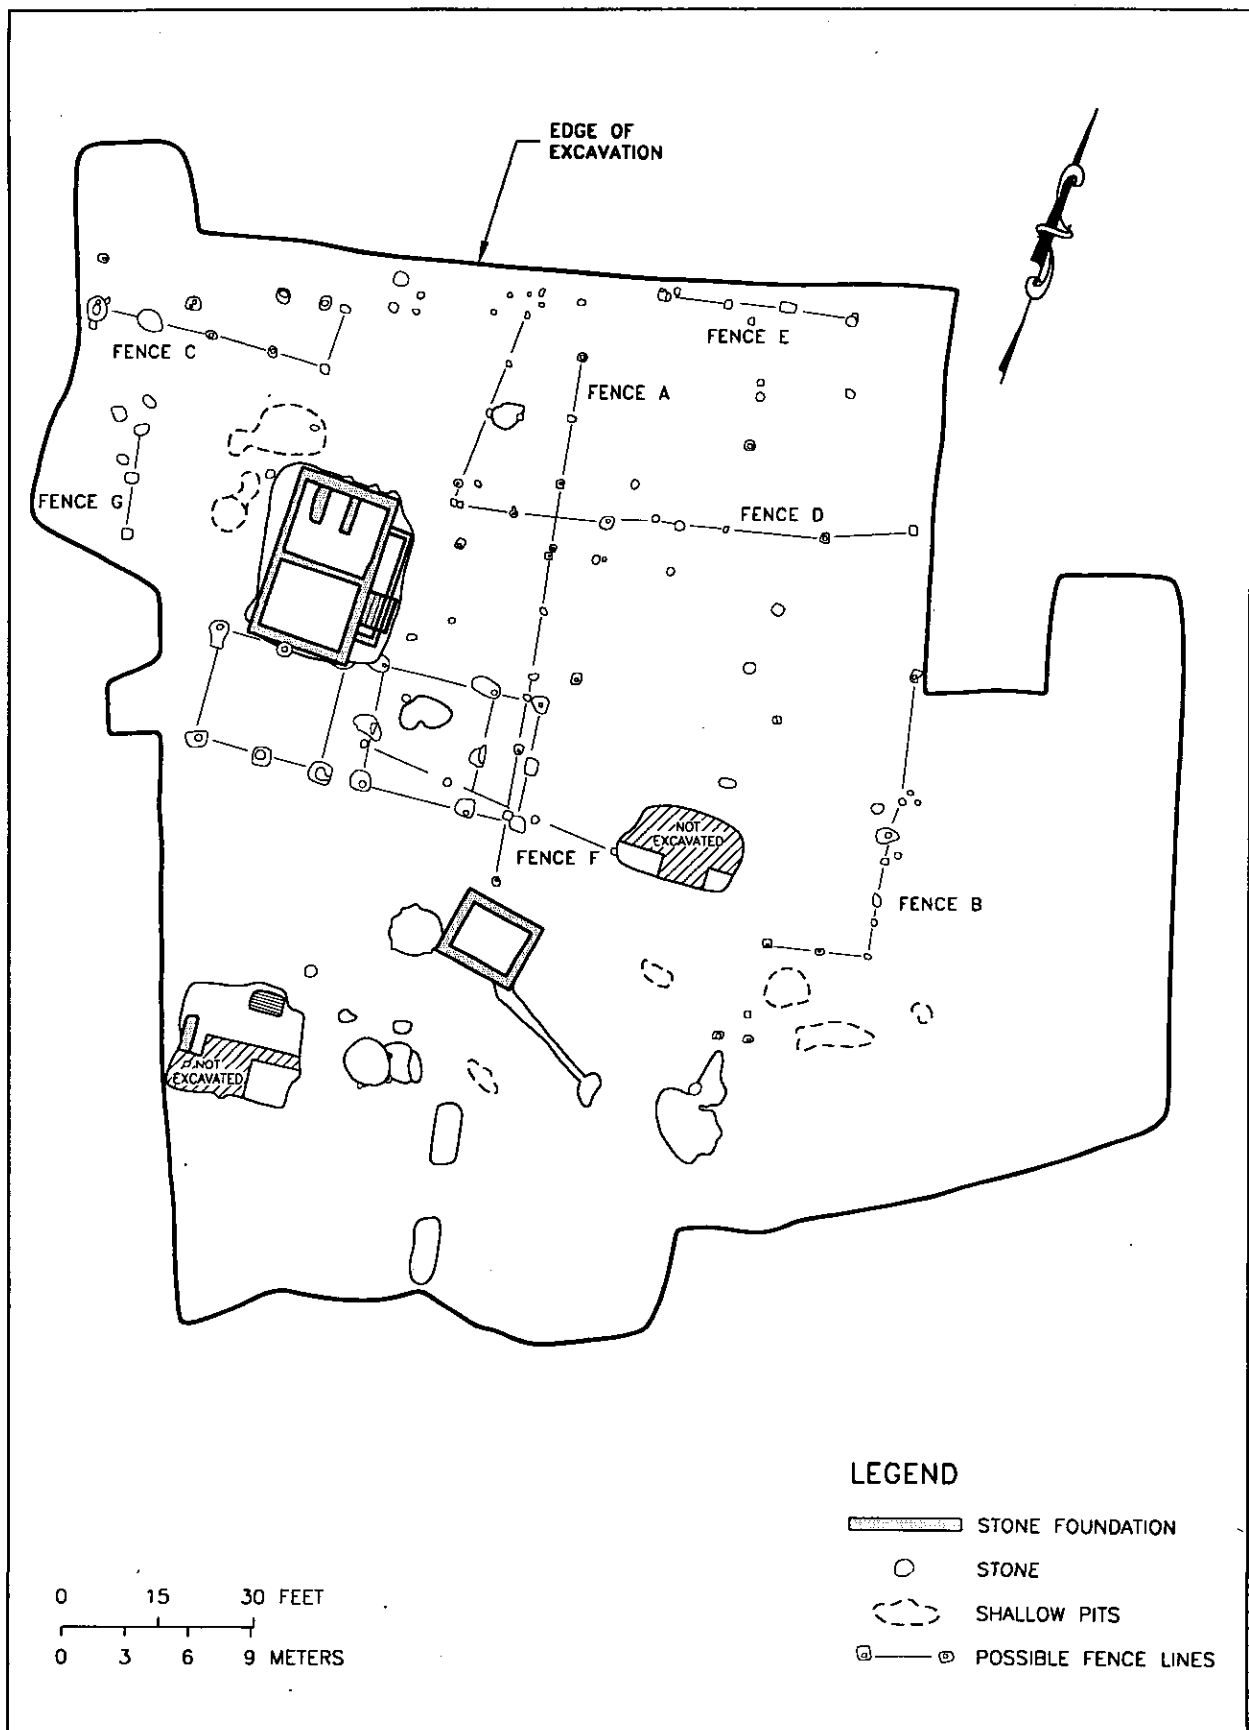 EDGE OF
EXCAVATION
FENCE C
FENCE E
FENCE A
FENCE G
FENCE D
NOT
EXCAVATED
FENCE F
FENCE B
NOT
EXCAVATED
LEGEND
STONE FOUNDATION
STONE
SHALLOW PITS
POSSIBLE FENCE LINES
0 15 30 FEET
0 3 6 9 METERS